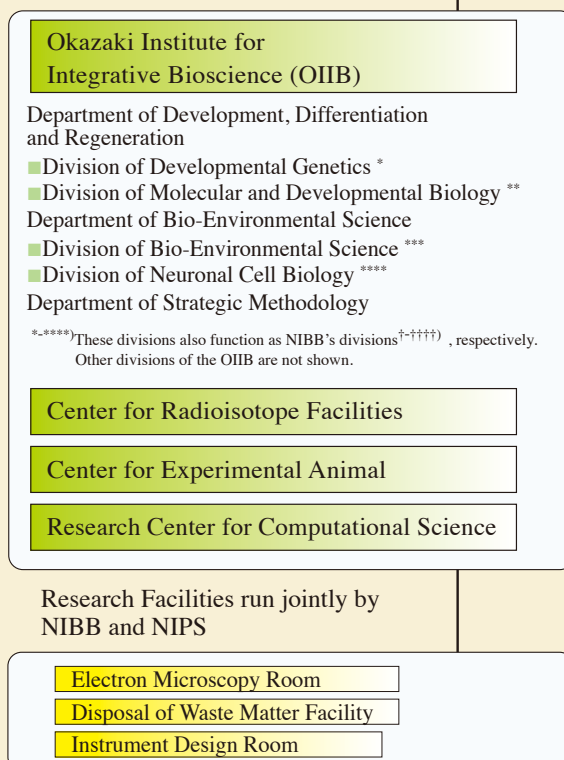 Okazaki Institute for
Integrative Bioscience (OIIB)
Department of Development, Differentiation
and Regeneration
■Division of Developmental Genetics *
■Division of Molecular and Developmental Biology **
Department of Bio-Environmental Science
■Division of Bio-Environmental Science ***
■Division of Neuronal Cell Biology ****
Department of Strategic Methodology
*-****)These divisions also function as NIBB's divisions†-††††) , respectively.
Other divisions of the OIIB are not shown.
Center for Radioisotope Facilities
Center for Experimental Animal
Research Center for Computational Science
Research Facilities run jointly by
NIBB and NIPS
Electron Microscopy Room
Disposal of Waste Matter Facility
Instrument Design Room